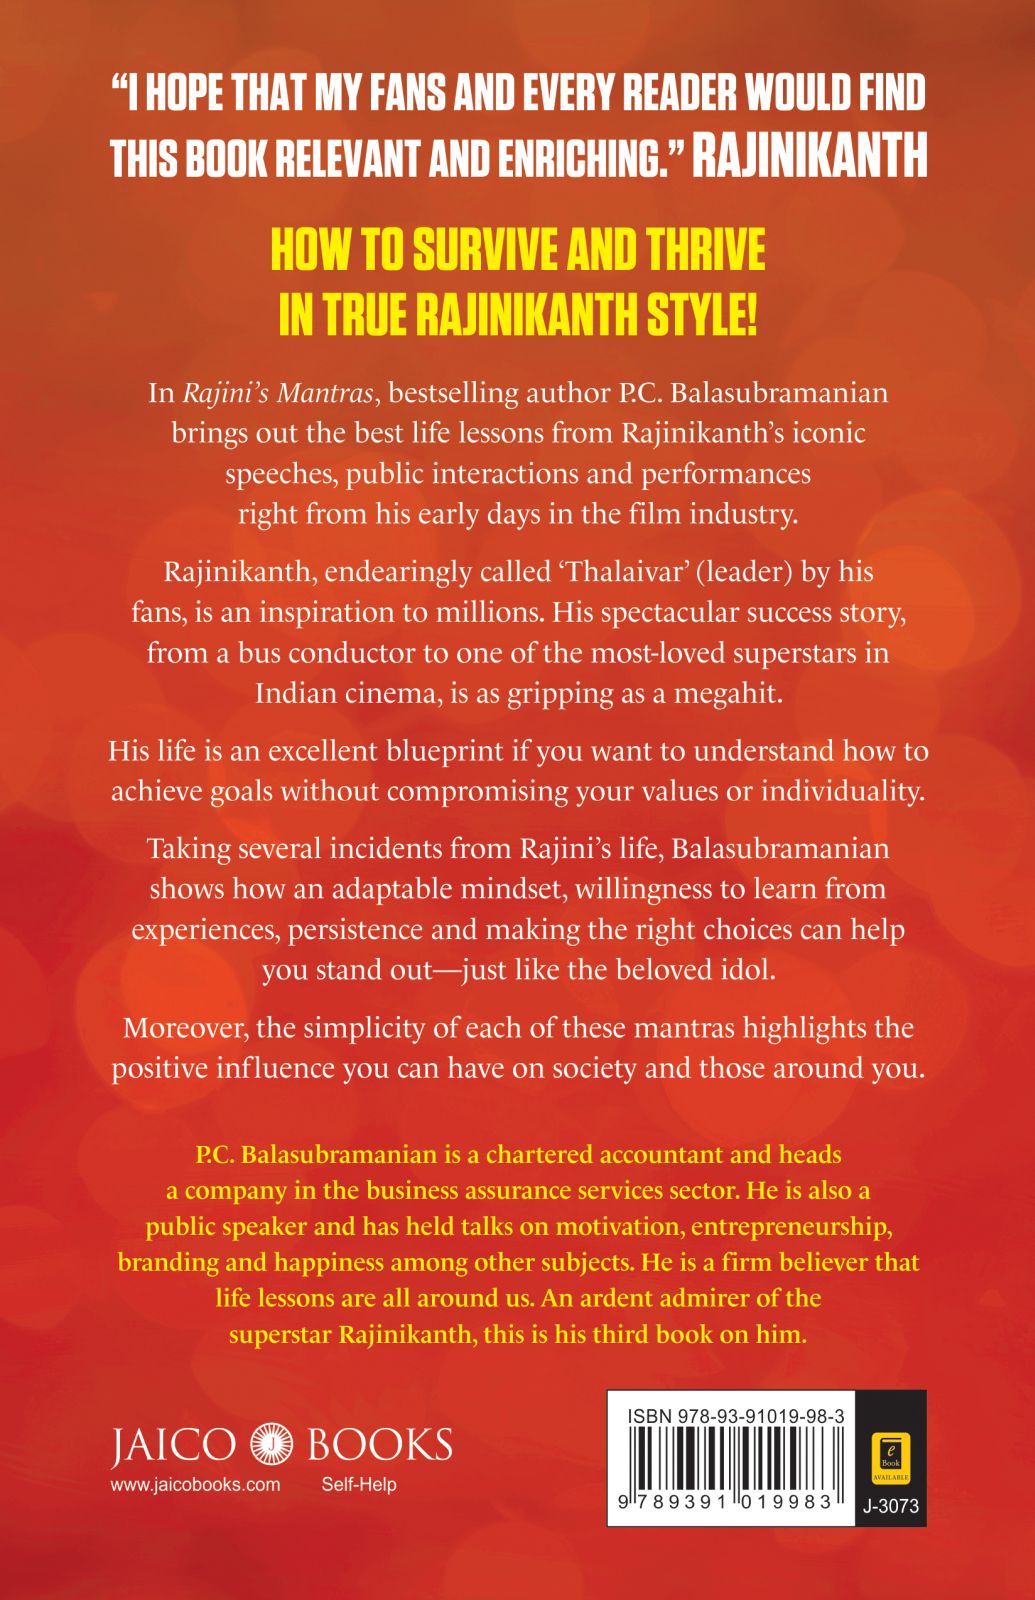 “I HOPE THAT MY FANS AND EVERY READER WOULD FIND
THIS BOOK RELEVANT AND ENRICHING.” RAJINIKANTH
HOW TO SURVIVE AND THRIVE
IN TRUE RAJINIKANTH STYLE!
In Rajini’s Mantras, bestselling author P.C. Balasubramanian
brings out the best life lessons from Rajinikanth’s iconic
speeches, public interactions and performances
right from his early days in the film industry.
Rajinikanth, endearingly called ‘Thalaivar’ (leader) by his
fans, is an inspiration to millions. His spectacular success story,
from a bus conductor to one of the most-loved superstars in
Indian cinema, is as gripping as a megahit.
His life is an excellent blueprint if you want to understand how to
achieve goals without compromising your values or individuality.
Taking several incidents from Rajini’s life, Balasubramanian
shows how an adaptable mindset, willingness to learn from
experiences, persistence and making the right choices can help
you stand out—just like the beloved idol.
Moreover, the simplicity of each of these mantras highlights the
positive influence you can have on society and those around you.
P.C. Balasubramanian is a chartered accountant and heads
a company in the business assurance services sector. He is also a
public speaker and has held talks on motivation, entrepreneurship,
branding and happiness among other subjects. He is a firm believer that
life lessons are all around us. An ardent admirer of the
superstar Rajinikanth, this is his third book on him.
JAICO J BOOKS
www.jaicobooks.com Self-Help
ISBN 978-93-91019-98-3
9 789391 019983
e
Book
AVAILABLE
J-3073